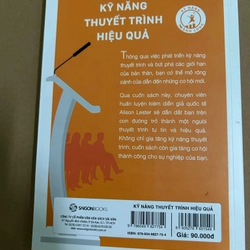 KỸ NĂNG
THUYẾT TRÌNH
HIỆU QUẢ
Thông qua việc phát triển kỹ năng
thuyết trình và bứt phá các giới hạn
của bản thân, bạn có thể mở rộng
cánh cửa dẫn đến những cơ hội mới.
Qua cuốn sách này, chuyên viên
huấn luyện kiêm diễn giả quốc tế
Alison Lester sẽ dẫn dắt bạn trên
con đường trở thành một người
thuyết trình tự tin và hiệu quả.
Không chỉ gia tăng kỹ năng thuyết
trình, cuốn sách còn gia tăng cơ hội
thành công cho sự nghiệp của bạn.
SAIGONBOOKS
KỸ NĂNG THUYẾT TRÌNH HIỆU QUẢ
Giá: 90.000đ